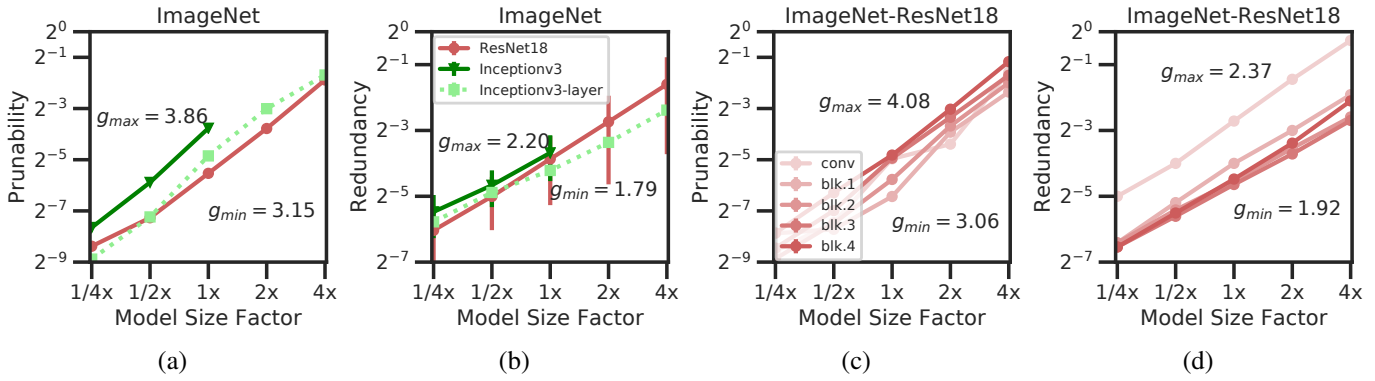 ImageNet
2^0
2^-1
2^-3
2^-5
2^-7
2^-9
Prunability
g_max = 3.86
g_min = 3.15
1/4x 1/2x 1x 2x 4x
Model Size Factor
(a)
ImageNet
2^0
2^-1
2^-3
2^-5
2^-7
Redundancy
ResNet18
Inceptionv3
Inceptionv3-layer
g_max = 2.20
g_min = 1.79
1/4x 1/2x 1x 2x 4x
Model Size Factor
(b)
ImageNet-ResNet18
2^0
2^-1
2^-3
2^-5
2^-7
2^-9
Prunability
g_max = 4.08
conv
blk.1
blk.2
blk.3
blk.4
g_min = 3.06
1/4x 1/2x 1x 2x 4x
Model Size Factor
(c)
ImageNet-ResNet18
2^0
2^-1
2^-3
2^-5
2^-7
Redundancy
g_max = 2.37
g_min = 1.92
1/4x 1/2x 1x 2x 4x
Model Size Factor
(d)